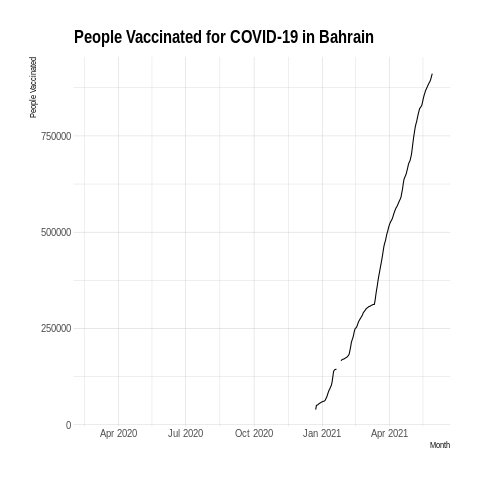 People Vaccinated for COVID-19 in Bahrain
People Vaccinated
750000
500000
250000
0
Apr 2020 Jul 2020 Oct 2020 Jan 2021 Apr 2021
Month